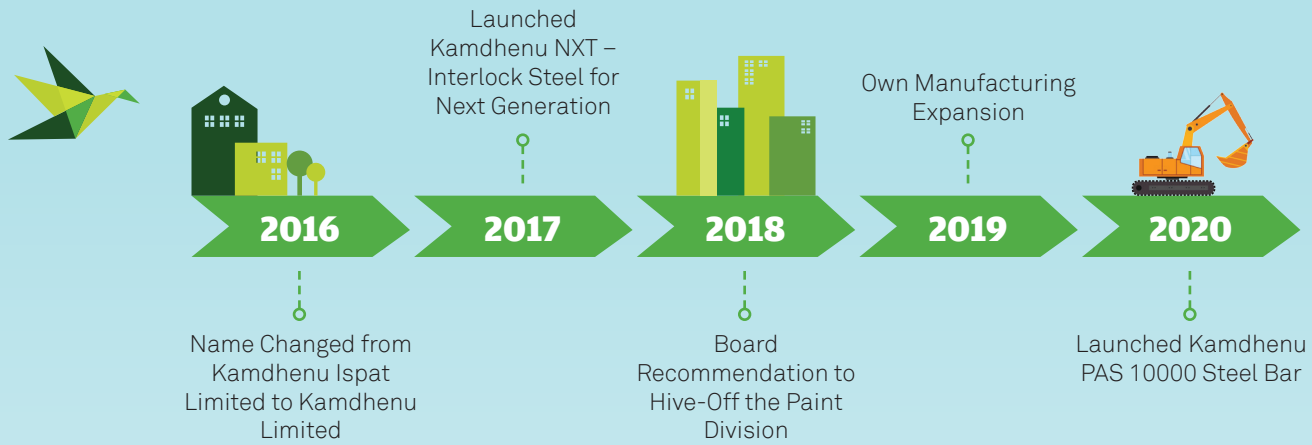 Launched
Kamdhenu NXT –
Interlock Steel for
Next Generation
Own Manufacturing
Expansion
2016
2017
2018
2019
2020
Name Changed from
Kamdhenu Ispat
Limited to Kamdhenu
Limited
Board
Recommendation to
Hive-Off the Paint
Division
Launched Kamdhenu
PAS 10000 Steel Bar